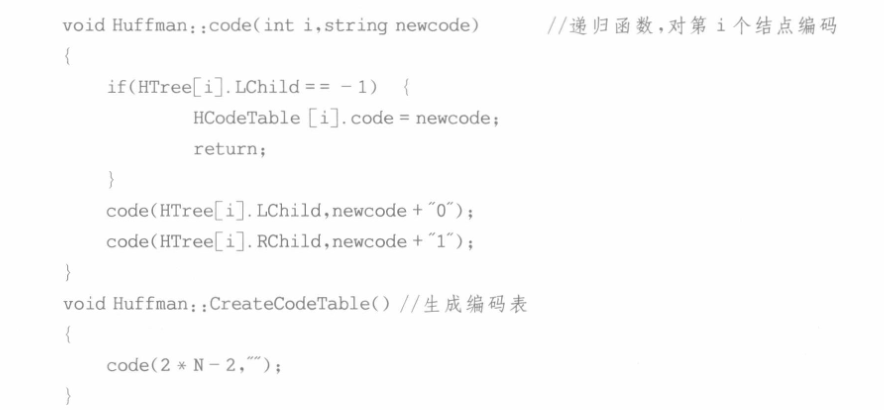 void Huffman::code(int i,string newcode) //递归函数,对第 i 个结点编码
{
if(HTree[i].LChild == -1) {
HCodeTable [i].code = newcode;
return;
}
code(HTree[i].LChild,newcode + "0");
code(HTree[i].RChild,newcode + "1");
}
void Huffman::CreateCodeTable() //生成编码表
{
code(2 * N - 2,"");
}